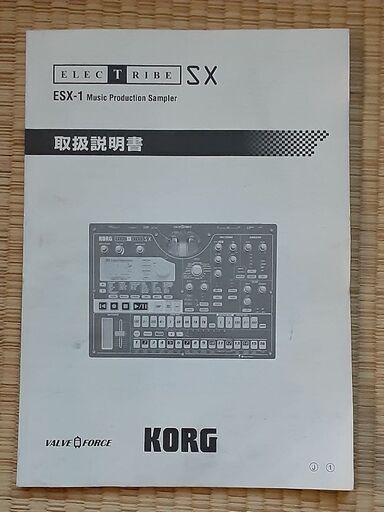 ELECTRIBE SX
ESX-1 Music Production Sampler
取扱説明書
KORG
VALVE FORCE
KORG
J 1